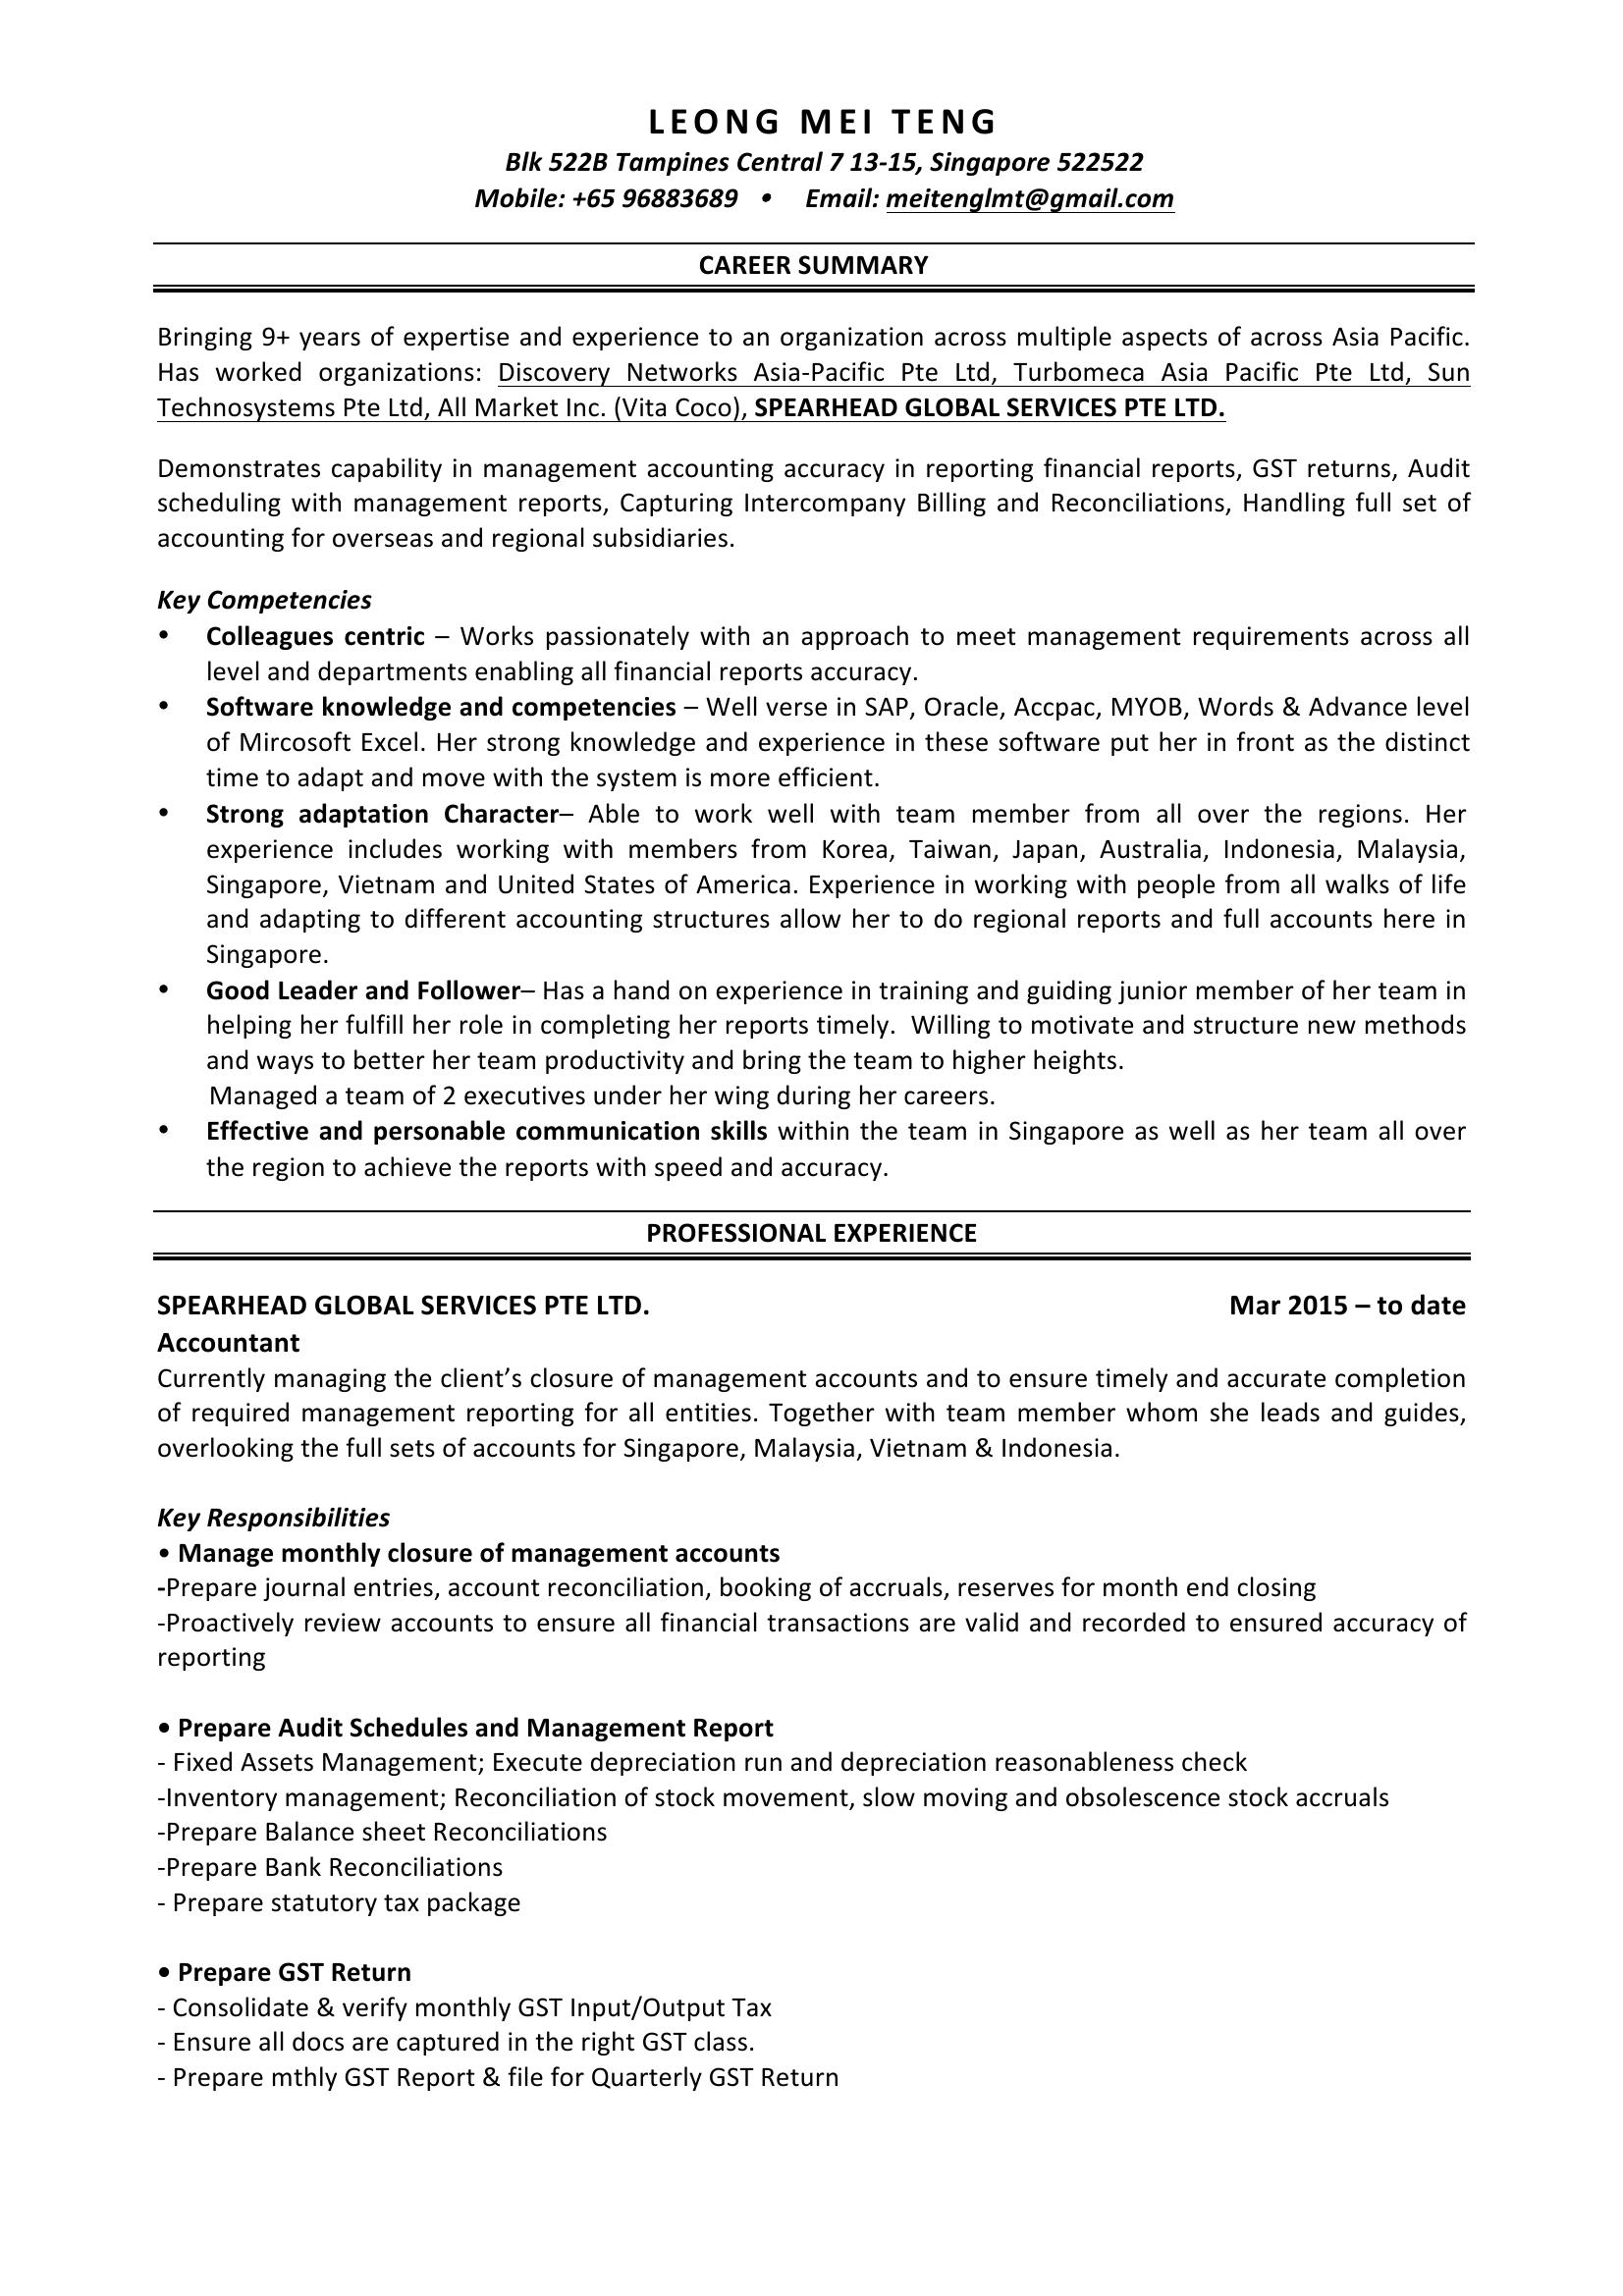 LEONG MEI TENG
Blk 522B Tampines Central 7 13-15, Singapore 522522
Mobile: +65 96883689 • Email: meitenglmt@gmail.com
CAREER SUMMARY
Bringing 9+ years of expertise and experience to an organization across multiple aspects of across Asia Pacific.
Has worked organizations: Discovery Networks Asia-Pacific Pte Ltd, Turbomeca Asia Pacific Pte Ltd, Sun
Technosystems Pte Ltd, All Market Inc. (Vita Coco), SPEARHEAD GLOBAL SERVICES PTE LTD.
Demonstrates capability in management accounting accuracy in reporting financial reports, GST returns, Audit
scheduling with management reports, Capturing Intercompany Billing and Reconciliations, Handling full set of
accounting for overseas and regional subsidiaries.
Key Competencies
• Colleagues centric – Works passionately with an approach to meet management requirements across all
level and departments enabling all financial reports accuracy.
• Software knowledge and competencies – Well verse in SAP, Oracle, Accpac, MYOB, Words & Advance level
of Mircosoft Excel. Her strong knowledge and experience in these software put her in front as the distinct
time to adapt and move with the system is more efficient.
• Strong adaptation Character– Able to work well with team member from all over the regions. Her
experience includes working with members from Korea, Taiwan, Japan, Australia, Indonesia, Malaysia,
Singapore, Vietnam and United States of America. Experience in working with people from all walks of life
and adapting to different accounting structures allow her to do regional reports and full accounts here in
Singapore.
• Good Leader and Follower– Has a hand on experience in training and guiding junior member of her team in
helping her fulfill her role in completing her reports timely.  Willing to motivate and structure new methods
and ways to better her team productivity and bring the team to higher heights.
Managed a team of 2 executives under her wing during her careers.
• Effective and personable communication skills within the team in Singapore as well as her team all over
the region to achieve the reports with speed and accuracy.
PROFESSIONAL EXPERIENCE
SPEARHEAD GLOBAL SERVICES PTE LTD. Mar 2015 – to date
Accountant
Currently managing the client’s closure of management accounts and to ensure timely and accurate completion
of required management reporting for all entities. Together with team member whom she leads and guides,
overlooking the full sets of accounts for Singapore, Malaysia, Vietnam & Indonesia.
Key Responsibilities
• Manage monthly closure of management accounts
-Prepare journal entries, account reconciliation, booking of accruals, reserves for month end closing
-Proactively review accounts to ensure all financial transactions are valid and recorded to ensured accuracy of
reporting
• Prepare Audit Schedules and Management Report
- Fixed Assets Management; Execute depreciation run and depreciation reasonableness check
-Inventory management; Reconciliation of stock movement, slow moving and obsolescence stock accruals
-Prepare Balance sheet Reconciliations
-Prepare Bank Reconciliations
- Prepare statutory tax package
• Prepare GST Return
- Consolidate & verify monthly GST Input/Output Tax
- Ensure all docs are captured in the right GST class.
- Prepare mthly GST Report & file for Quarterly GST Return